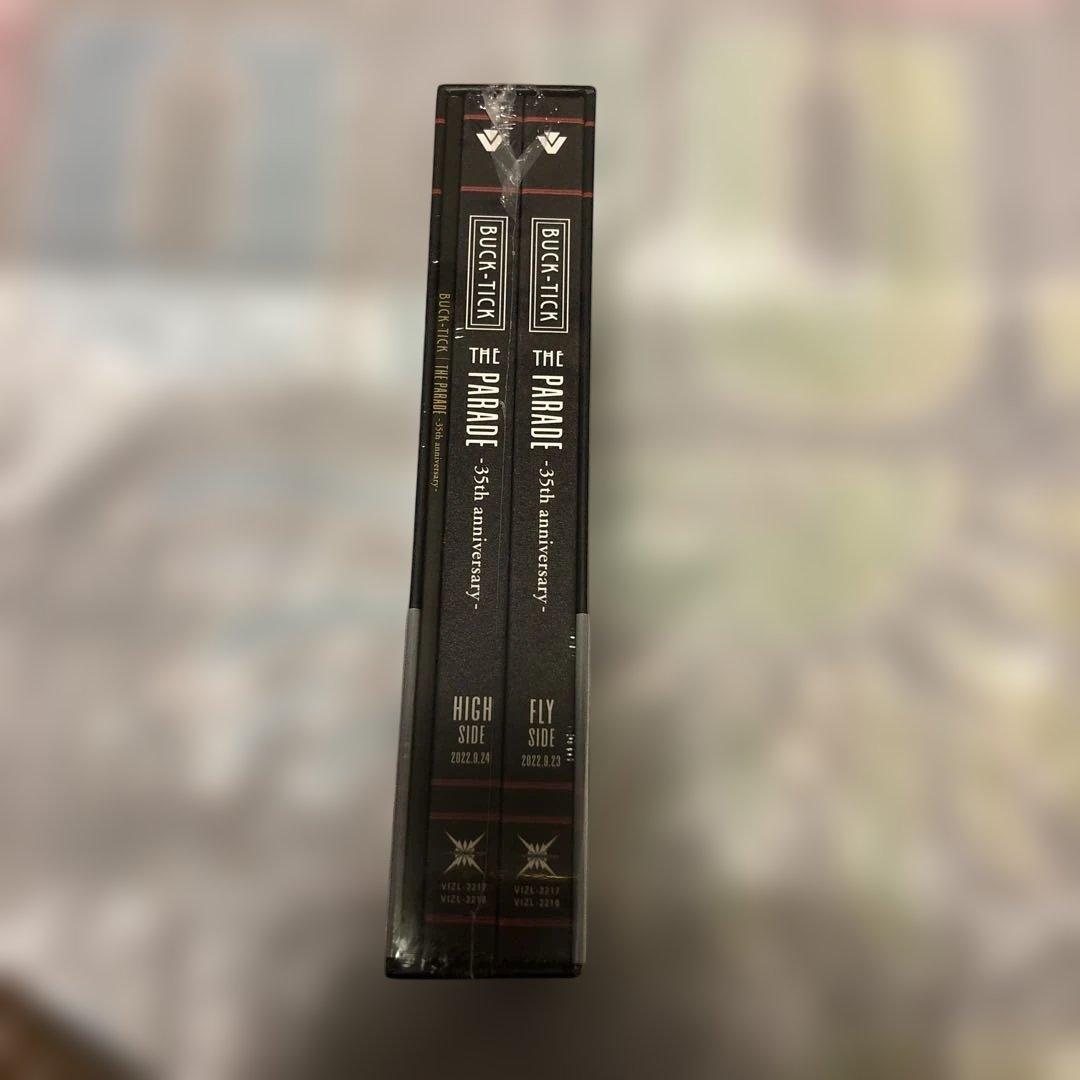 BUCK-TICK | THE PARADE -35th anniversary-
BUCK-TICK
THE PARADE -35th anniversary-
HIGH
SIDE
2022.9.24
VIZL-2217
VIZL-2218
BUCK-TICK
THE PARADE -35th anniversary-
FLY
SIDE
2022.9.23
VIZL-2217
VIZL-2218